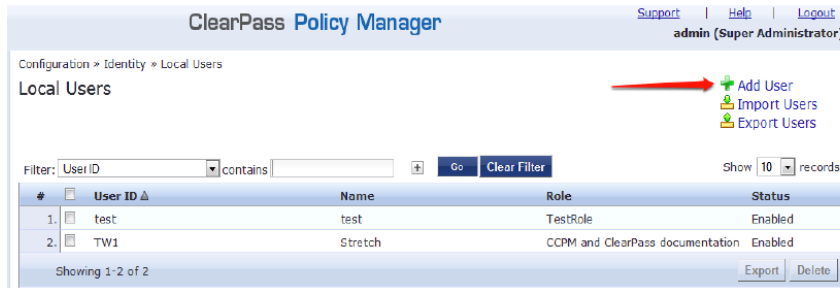 Support | Help | Logout
ClearPass Policy Manager
admin (Super Administrator)
Configuration » Identity » Local Users
Local Users
Add User
Import Users
Export Users
Filter: User ID contains + Go Clear Filter Show 10 records
# User ID Name Role Status
1. test test TestRole Enabled
2. TW1 Stretch CCPM and ClearPass documentation Enabled
Showing 1-2 of 2 Export Delete